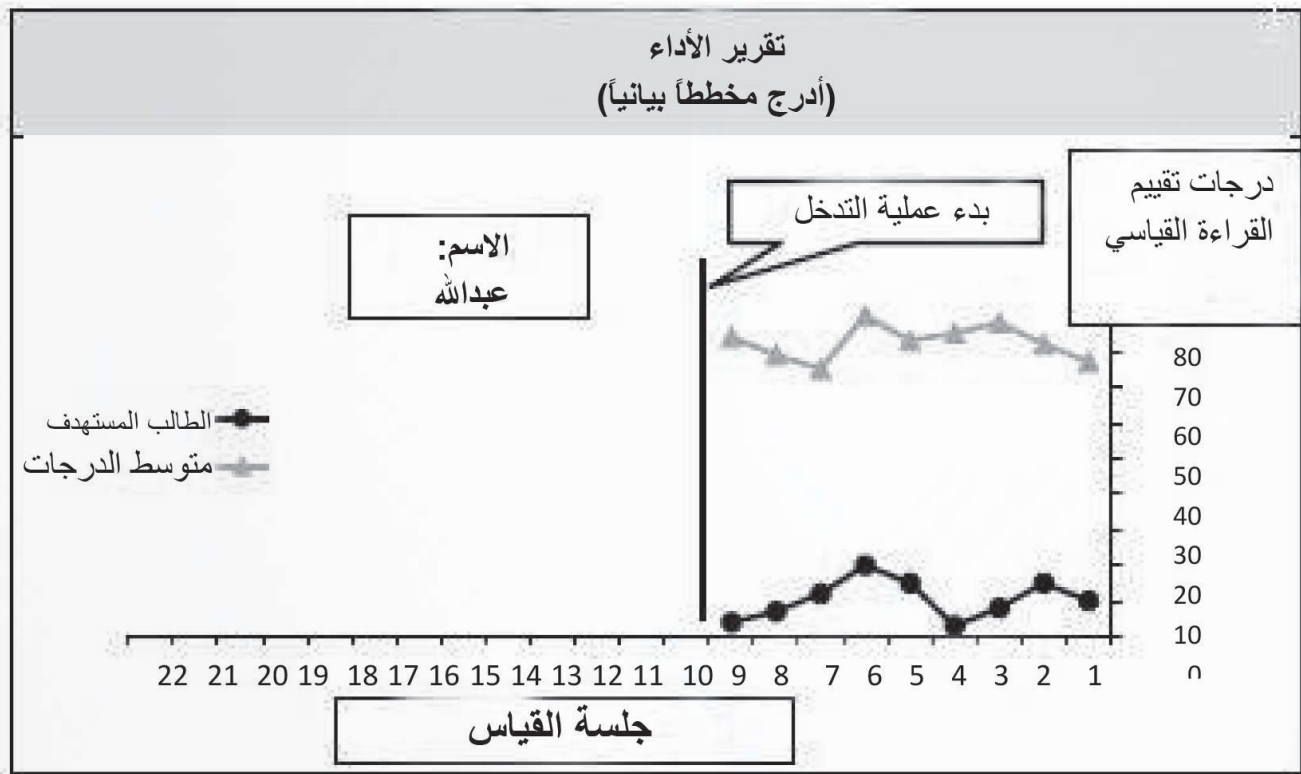 تقرير الأداء
(أدرج مخططاً بيانياً)
درجات تقييم
القراءة القياسي
بدء عملية التدخل
الاسم:
عبدالله
الطالب المستهدف
متوسط الدرجات
80
70
60
50
40
30
20
10
0
1 2 3 4 5 6 7 8 9 10 11 12 13 14 15 16 17 18 19 20 21 22
جلسة القياس